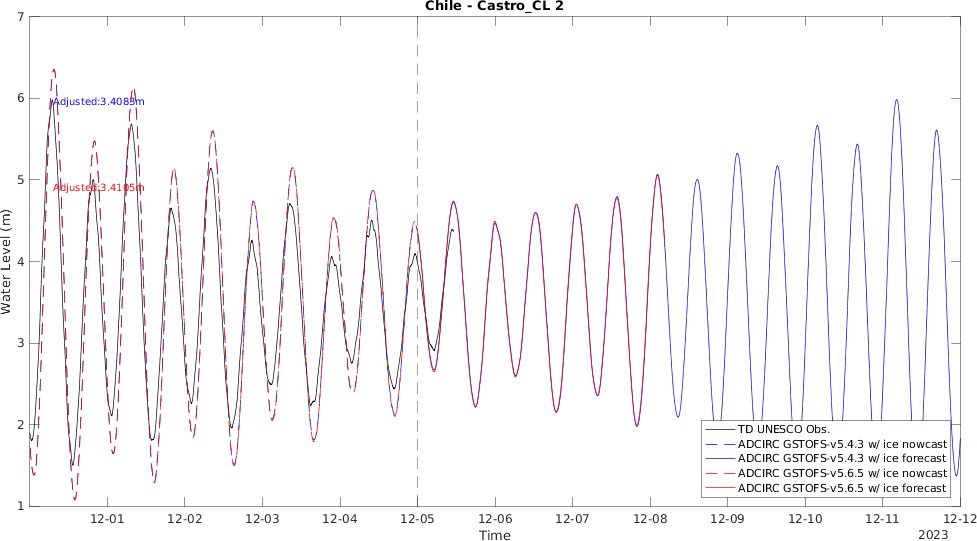 Chile - Castro_CL 2
7
6
5
4
3
2
1
Water Level (m)
Adjusted:3.4083m
Adjusted:3.4105m
TD UNESCO Obs.
ADCIRC GSTOFS-v5.4.3 w/ ice nowcast
ADCIRC GSTOFS-v5.4.3 w/ ice forecast
ADCIRC GSTOFS-v5.6.5 w/ ice nowcast
ADCIRC GSTOFS-v5.6.5 w/ ice forecast
12-01 12-02 12-03 12-04 12-05 12-06 12-07 12-08 12-09 12-10 12-11 12-12
Time
2023